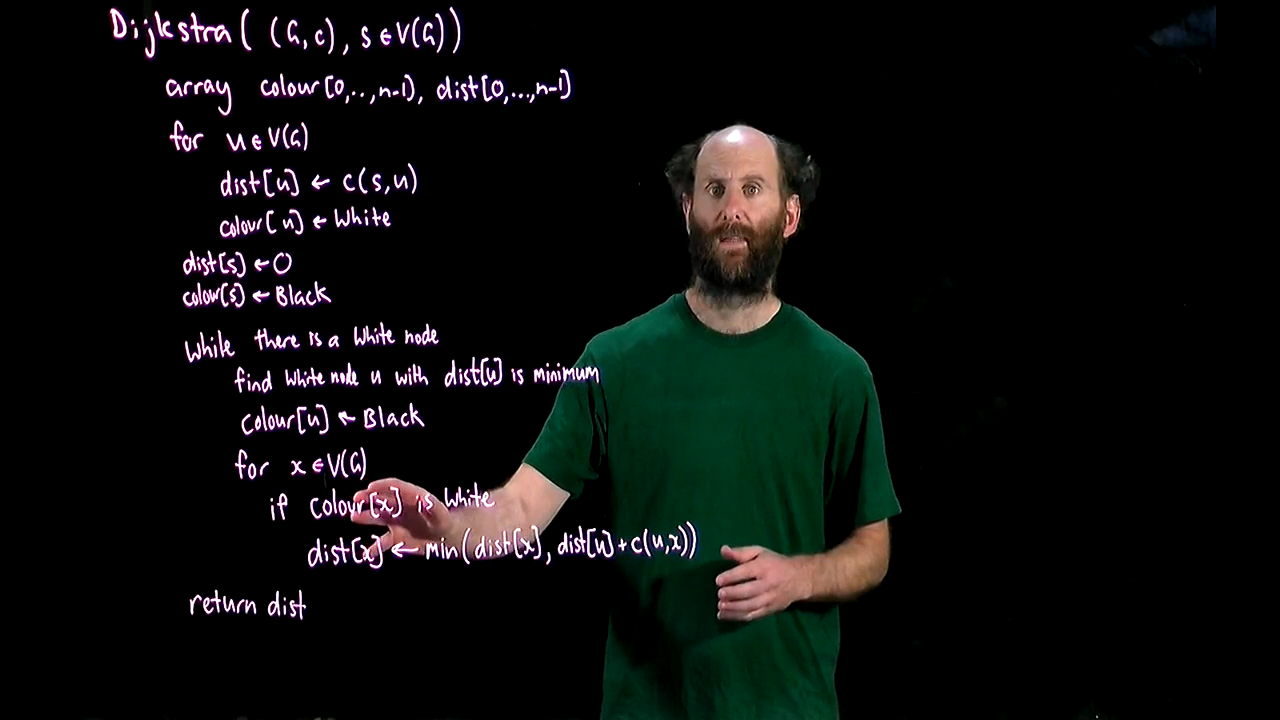 Dijkstra( (G,c), s∈V(G))
array colour[0,..,n-1], dist[0,...,n-1]
for u∈V(G)
dist[u] ← c(s,u)
colour[u] ← White
dist[s] ← 0
colour[s] ← Black
While there is a White node
find White node u with dist[u] is minimum
colour[u] ← Black
for x∈V(G)
if colour[x] is White
dist[x] ← min(dist[x], dist[u]+c(u,x))
return dist